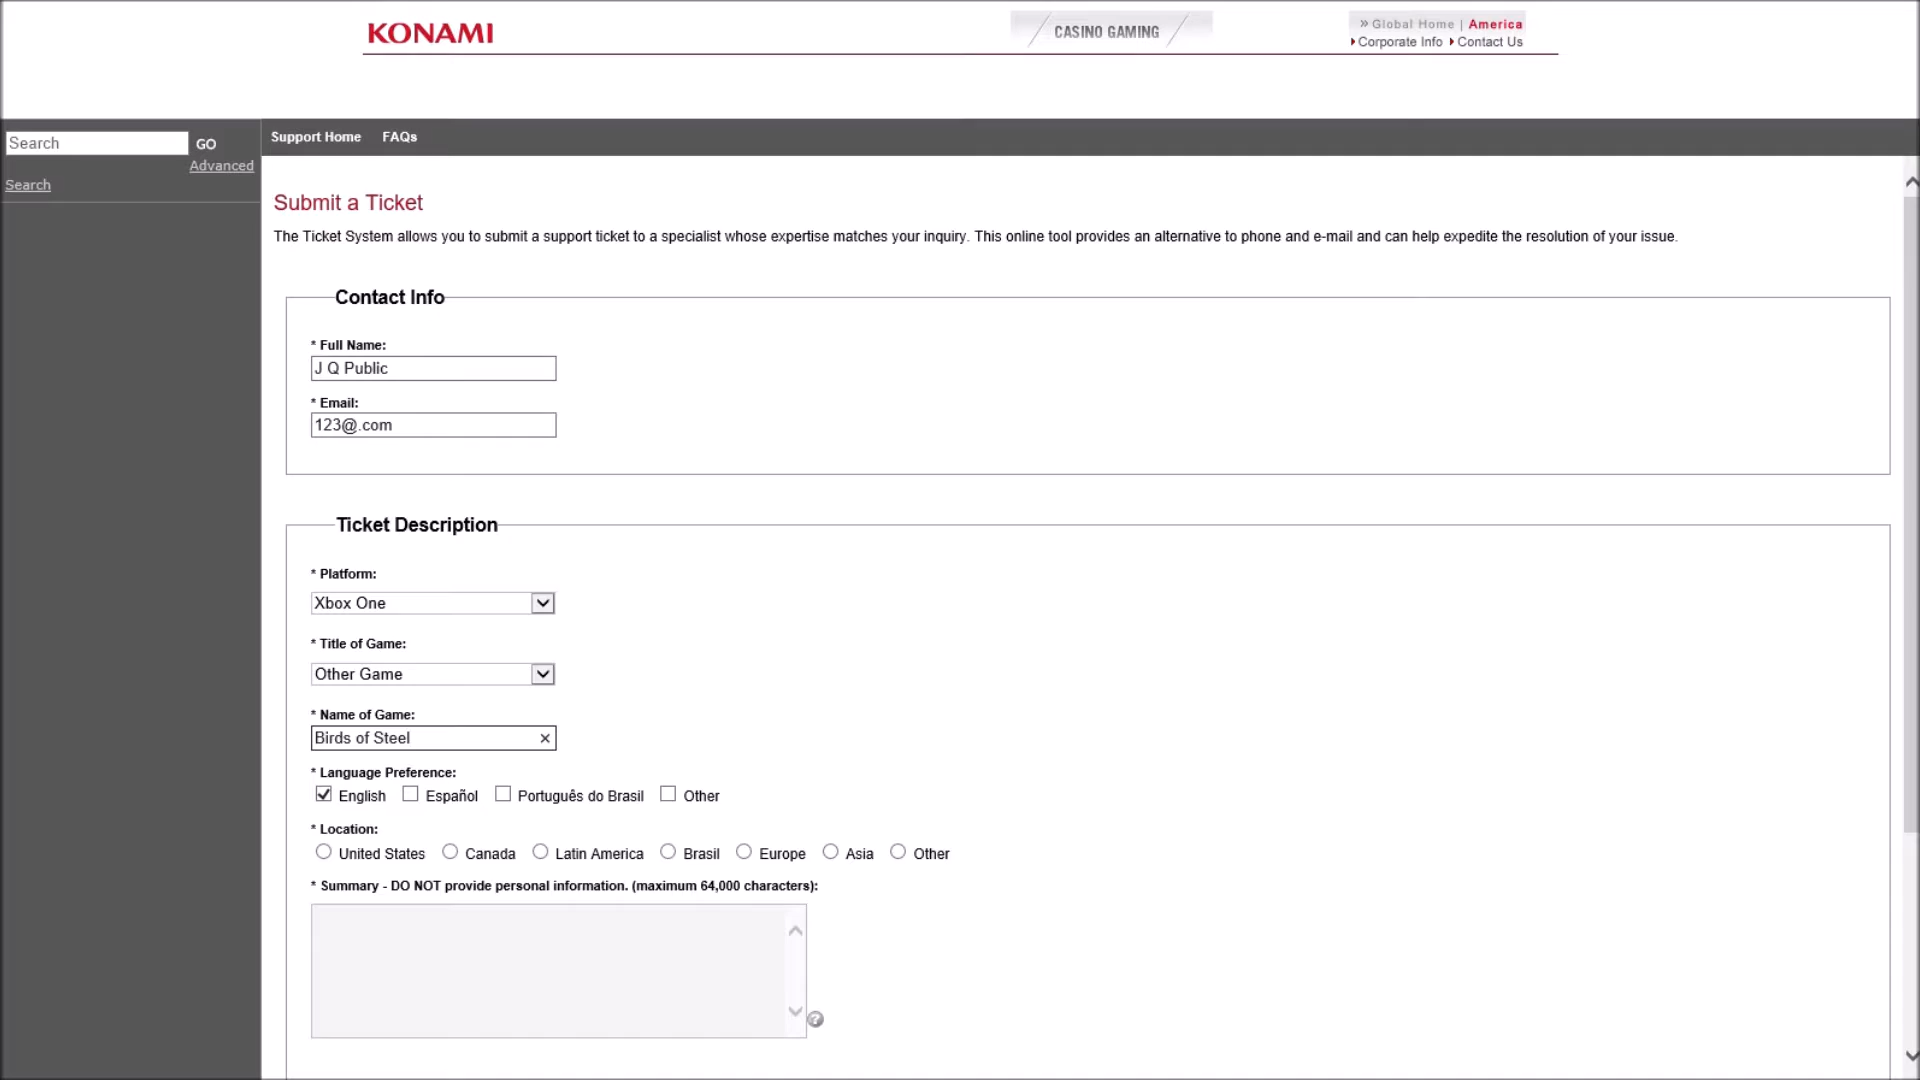 KONAMI
CASINO GAMING
» Global Home | America
Corporate Info Contact Us
Search GO
Advanced
Search
Support Home FAQs
Submit a Ticket
The Ticket System allows you to submit a support ticket to a specialist whose expertise matches your inquiry. This online tool provides an alternative to phone and e-mail and can help expedite the resolution of your issue.
Contact Info
* Full Name:
J Q Public
* Email:
123@.com
Ticket Description
* Platform:
Xbox One
* Title of Game:
Other Game
* Name of Game:
Birds of Steel
* Language Preference:
English Español Português do Brasil Other
* Location:
United States Canada Latin America Brasil Europe Asia Other
* Summary - DO NOT provide personal information. (maximum 64,000 characters):